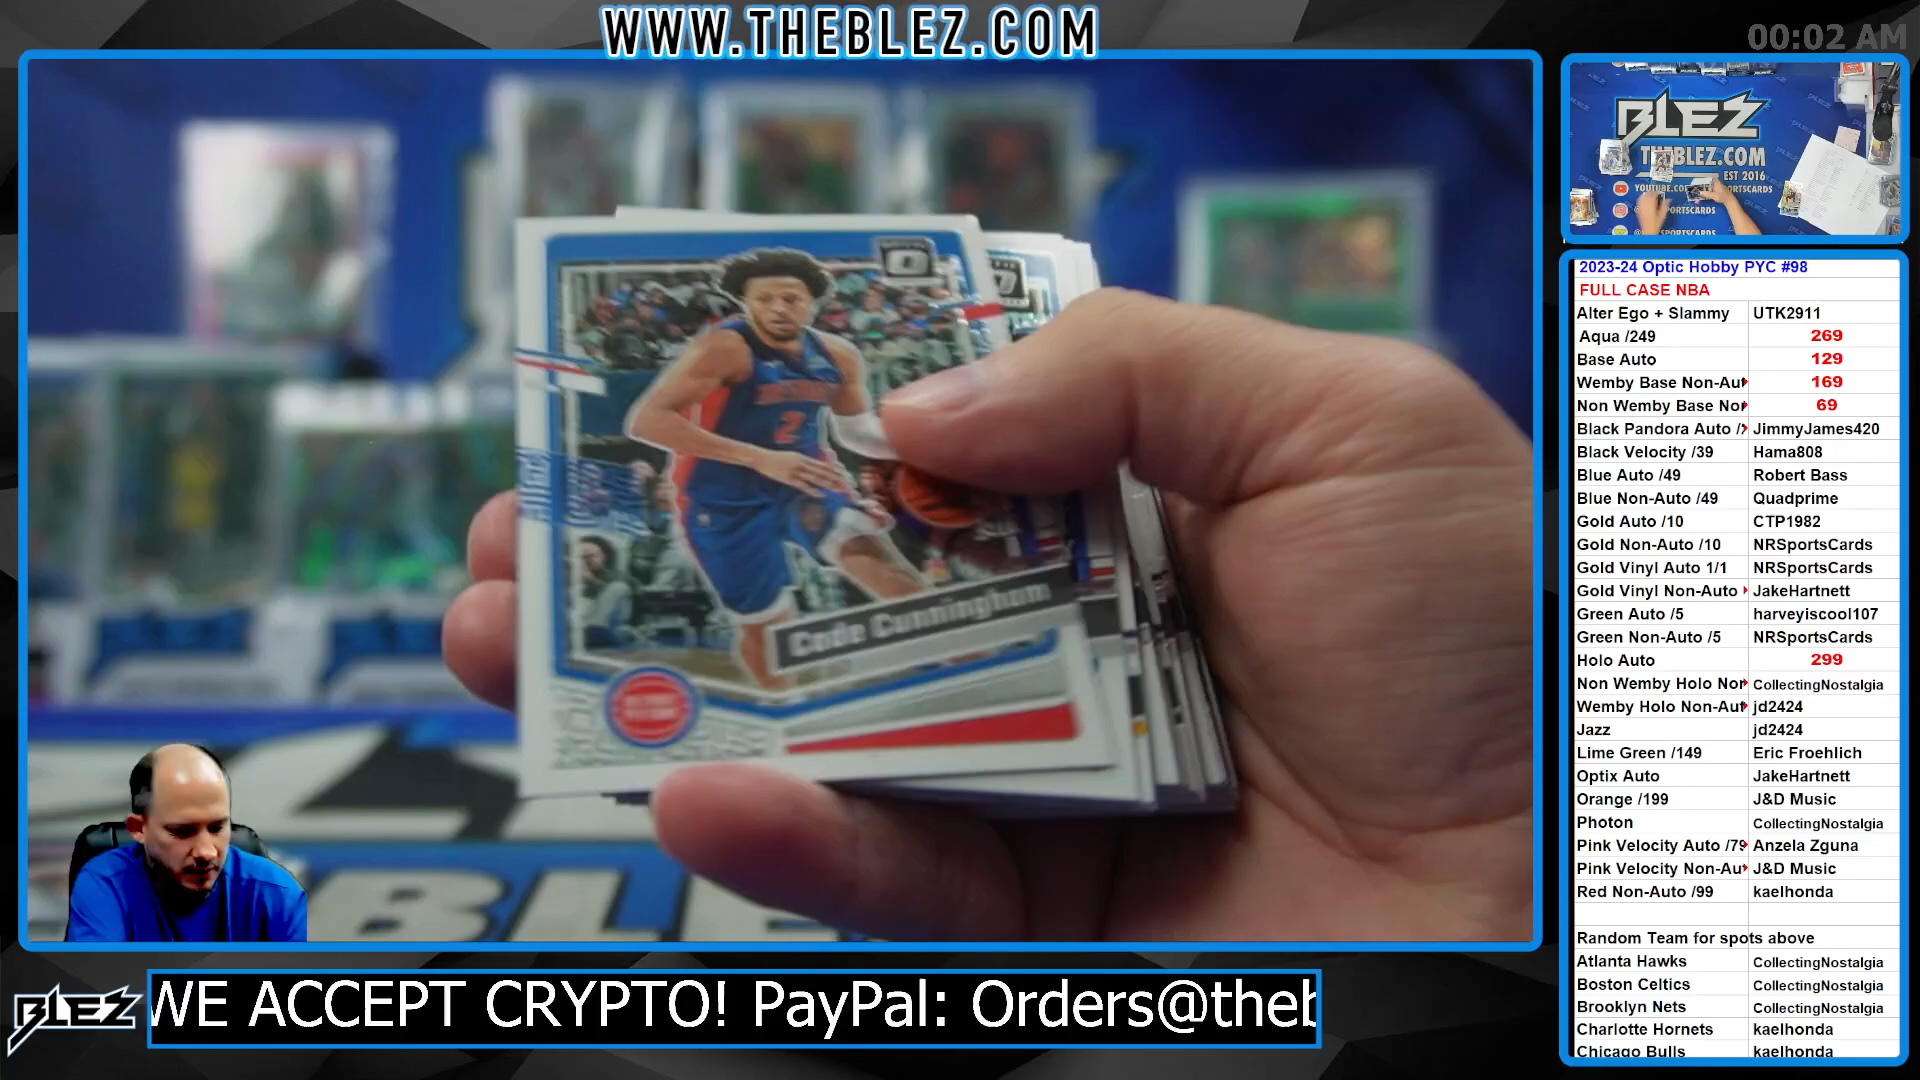 WWW.THEBLEZ.COM
00:02 AM
BLEZ
THEBLEZ.COM
EST 2016
2023-24 Optic Hobby PYC #98
FULL CASE NBA
Alter Ego + Slammy UTK2911
Aqua /249 269
Base Auto 129
Wemby Base Non-Aut 169
Non Wemby Base Nor 69
Black Pandora Auto / JimmyJames420
Black Velocity /39 Hama808
Blue Auto /49 Robert Bass
Blue Non-Auto /49 Quadprime
Gold Auto /10 CTP1982
Gold Non-Auto /10 NRSportsCards
Gold Vinyl Auto 1/1 NRSportsCards
Gold Vinyl Non-Auto JakeHartnett
Green Auto /5 harveyiscool107
Green Non-Auto /5 NRSportsCards
Holo Auto 299
Non Wemby Holo Nor CollectingNostalgia
Wemby Holo Non-Aut jd2424
Jazz jd2424
Lime Green /149 Eric Froehlich
Optix Auto JakeHartnett
Orange /199 J&D Music
Photon CollectingNostalgia
Pink Velocity Auto /79 Anzela Zguna
Pink Velocity Non-Au J&D Music
Red Non-Auto /99 kaelhonda
Random Team for spots above
Atlanta Hawks CollectingNostalgia
Boston Celtics CollectingNostalgia
Brooklyn Nets CollectingNostalgia
Charlotte Hornets kaelhonda
Chicago Bulls kaelhonda
2
Cade Cunningham
BLEZ
BLEZ
WE ACCEPT CRYPTO! PayPal: Orders@theb